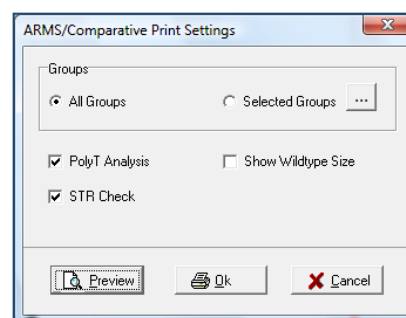 ARMS/Comparative Print Settings
Groups
All Groups Selected Groups ...
PolyT Analysis Show Wildtype Size
STR Check
Preview Ok Cancel